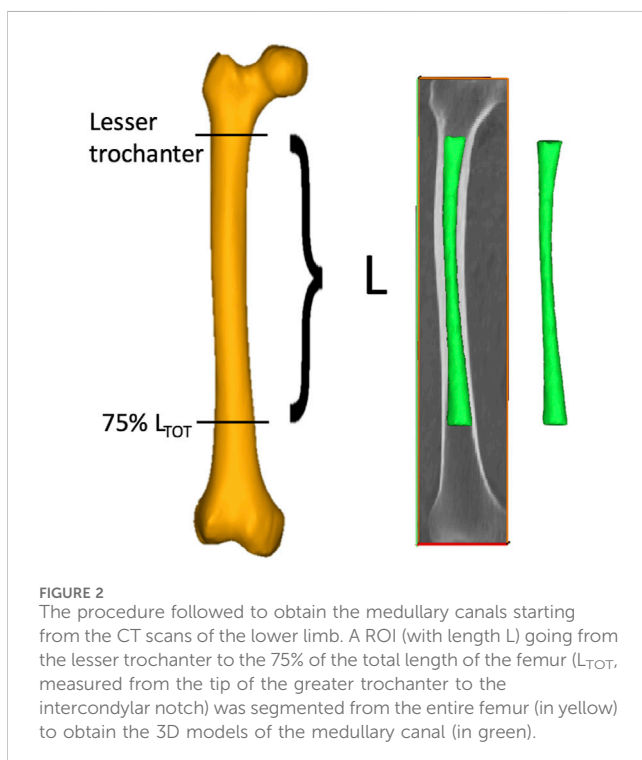 Lesser
trochanter
L
75% LTOT
FIGURE 2
The procedure followed to obtain the medullary canals starting
from the CT scans of the lower limb. A ROI (with length L) going from
the lesser trochanter to the 75% of the total length of the femur (LTOT,
measured from the tip of the greater trochanter to the
intercondylar notch) was segmented from the entire femur (in yellow)
to obtain the 3D models of the medullary canal (in green).